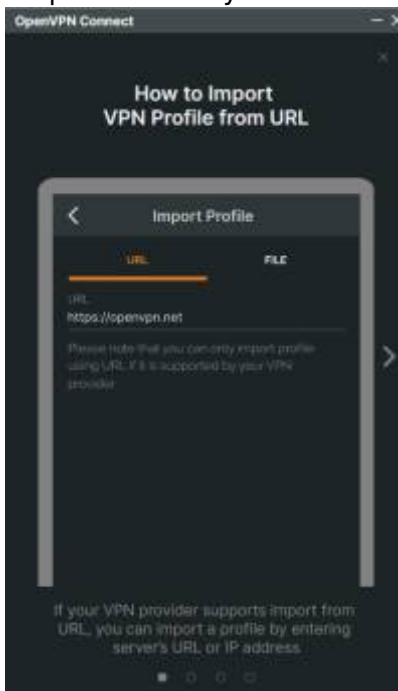 OpenVPN Connect
How to Import
VPN Profile from URL
Import Profile
URL
FILE
URL
https://openvpn.net
Please note that you can only import profile
using URL if it is supported by your VPN
provider
If your VPN provider supports import from
URL, you can import a profile by entering
server's URL or IP address